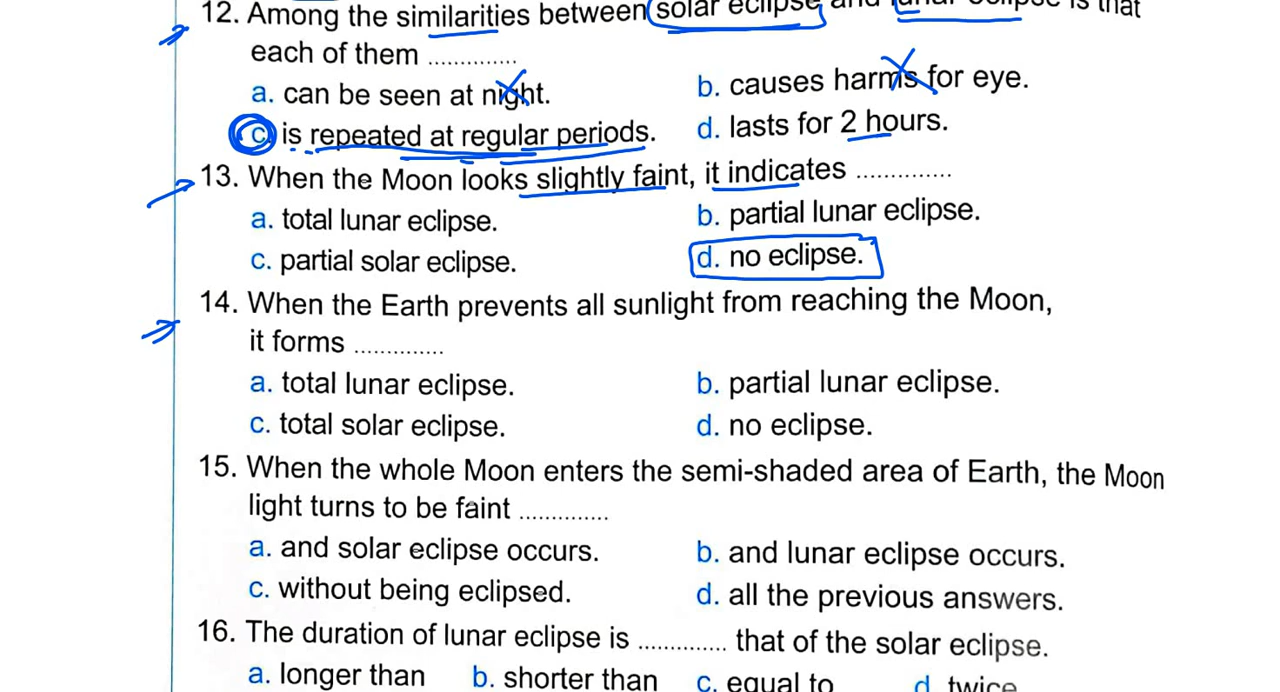 12. Among the similarities between solar eclipse and lunar eclipse is that
each of them ..............
a. can be seen at night. b. causes harms for eye.
c. is repeated at regular periods. d. lasts for 2 hours.
13. When the Moon looks slightly faint, it indicates ..............
a. total lunar eclipse. b. partial lunar eclipse.
c. partial solar eclipse. d. no eclipse.
14. When the Earth prevents all sunlight from reaching the Moon,
it forms ..............
a. total lunar eclipse. b. partial lunar eclipse.
c. total solar eclipse. d. no eclipse.
15. When the whole Moon enters the semi-shaded area of Earth, the Moon
light turns to be faint ..............
a. and solar eclipse occurs. b. and lunar eclipse occurs.
c. without being eclipsed. d. all the previous answers.
16. The duration of lunar eclipse is .............. that of the solar eclipse.
a. longer than b. shorter than c. equal to d. twice